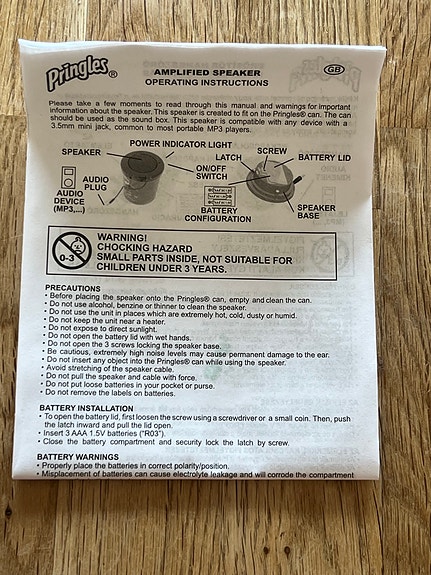 Pringles®
AMPLIFIED SPEAKER
OPERATING INSTRUCTIONS
GB
Please take a few moments to read through this manual and warnings for important
information about the speaker. This speaker is created to fit on the Pringles® can. The can
should be used as the sound box. This speaker is compatible with any device with a
3.5mm mini jack, common to most portable MP3 players.
POWER INDICATOR LIGHT
SPEAKER
AUDIO
PLUG
AUDIO
DEVICE
(MP3,...)
ON/OFF
SWITCH
LATCH
SCREW
BATTERY LID
BATTERY
CONFIGURATION
SPEAKER
BASE
0-3
WARNING!
CHOCKING HAZARD
SMALL PARTS INSIDE, NOT SUITABLE FOR
CHILDREN UNDER 3 YEARS.
PRECAUTIONS
• Before placing the speaker onto the Pringles® can, empty and clean the can.
• Do not use alcohol, benzine or thinner to clean the speaker.
• Do not use the unit in places which are extremely hot, cold, dusty or humid.
• Do not keep the unit near a heater.
• Do not expose to direct sunlight.
• Do not open the battery lid with wet hands.
• Do not open the 3 screws locking the speaker base.
• Be cautious, extremely high noise levels may cause permanent damage to the ear.
• Do not insert any object into the Pringles® can while using the speaker.
• Avoid stretching of the speaker cable.
• Do not pull the speaker and cable with force.
• Do not put loose batteries in your pocket or purse.
• Do not remove the labels on batteries.
BATTERY INSTALLATION
• To open the battery lid, first loosen the screw using a screwdriver or a small coin. Then, push
the latch inward and pull the lid open.
• Insert 3 AAA 1.5V batteries ("R03").
• Close the battery compartment and security lock the latch by screw.
BATTERY WARNINGS
• Properly place the batteries in correct polarity/position.
• Misplacement of batteries can cause electrolyte leakage and will corrode the compartment